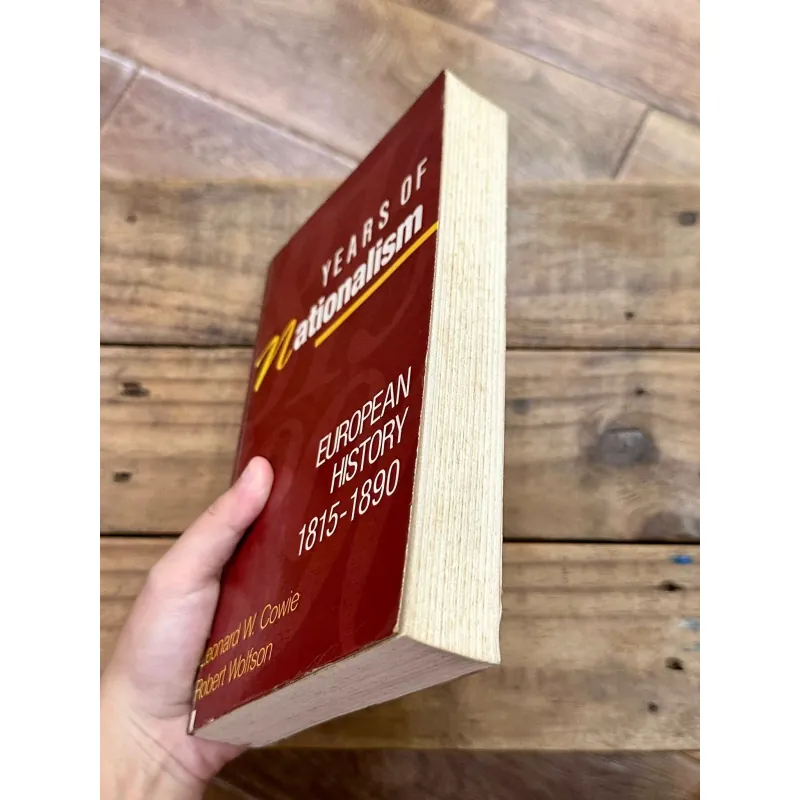 YEARS OF
Nationalism
EUROPEAN
HISTORY
1815-1890
Leonard W. Cowie
Robert Wolfson